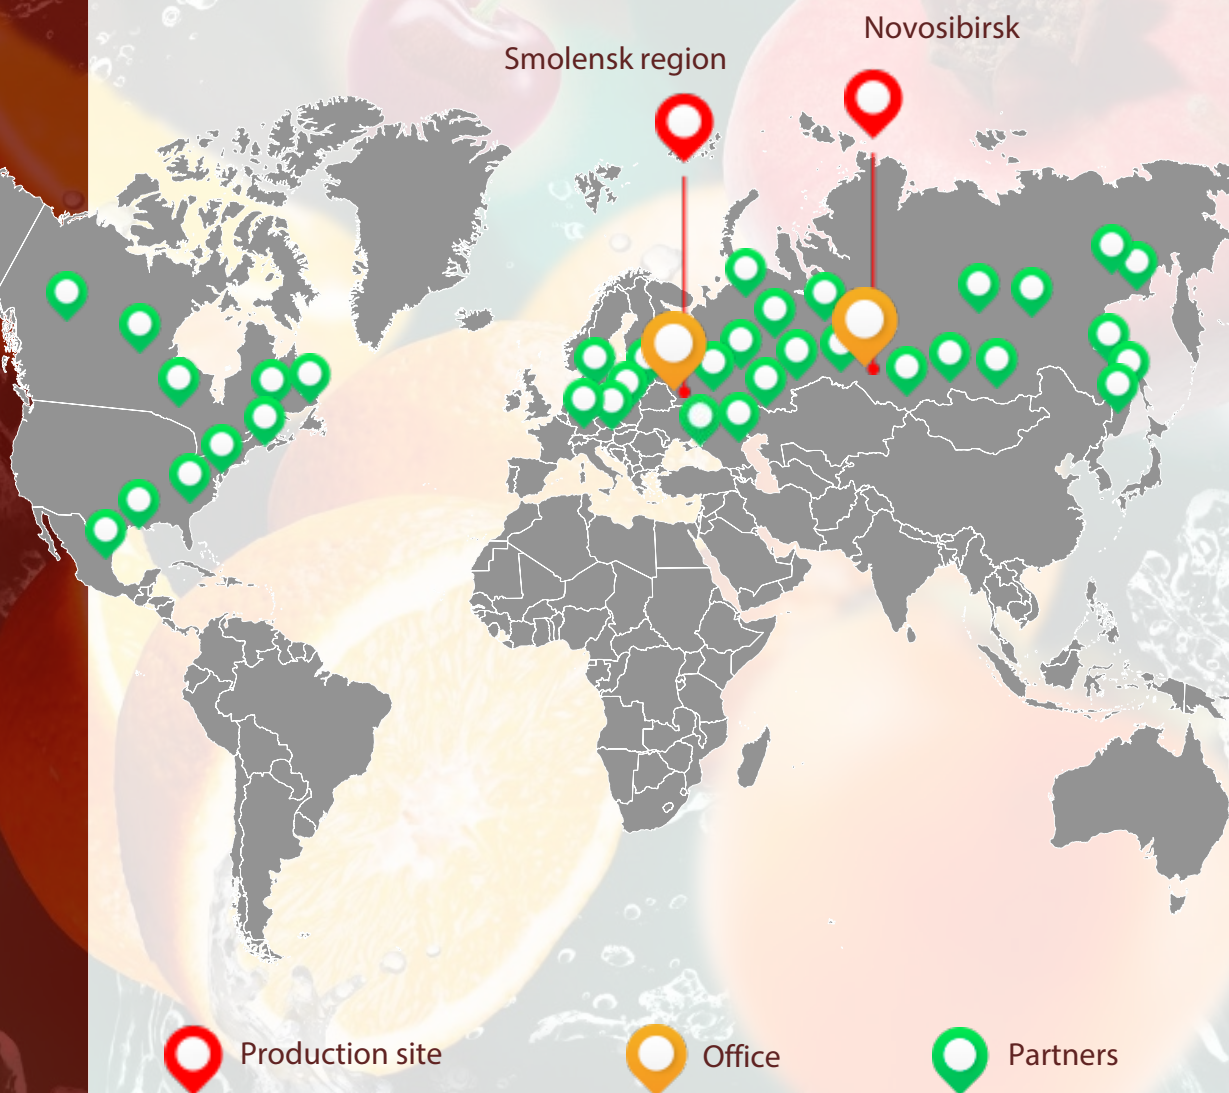 Novosibirsk
Smolensk region
Production site
Office
Partners